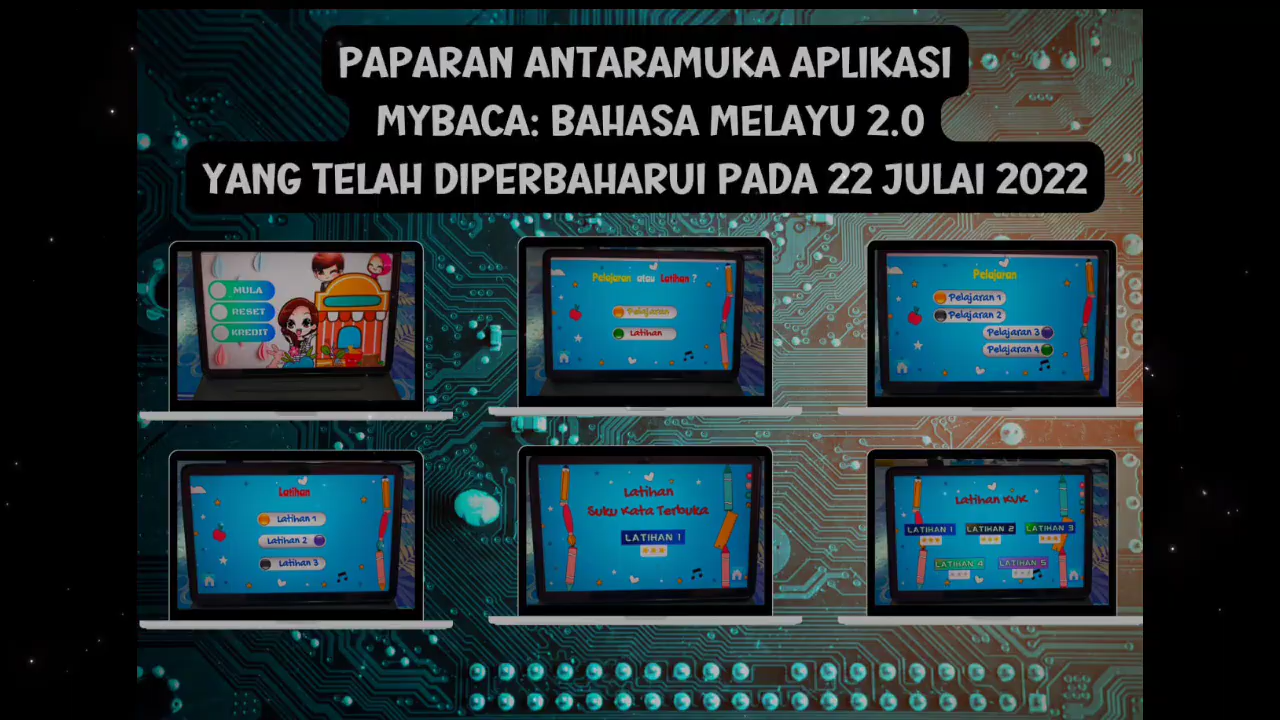 PAPARAN ANTARAMUKA APLIKASI
MYBACA: BAHASA MELAYU 2.0
YANG TELAH DIPERBAHARUI PADA 22 JULAI 2022
MULA
RESET
KREDIT
Pelajaran atau Latihan ?
Pelajaran
Latihan
Pelajaran
Pelajaran 1
Pelajaran 2
Pelajaran 3
Pelajaran 4
Latihan
Latihan 1
Latihan 2
Latihan 3
Latihan
Suku Kata Terbuka
LATIHAN 1
Latihan KVK
LATIHAN 1 LATIHAN 2 LATIHAN 3
LATIHAN 4 LATIHAN 5